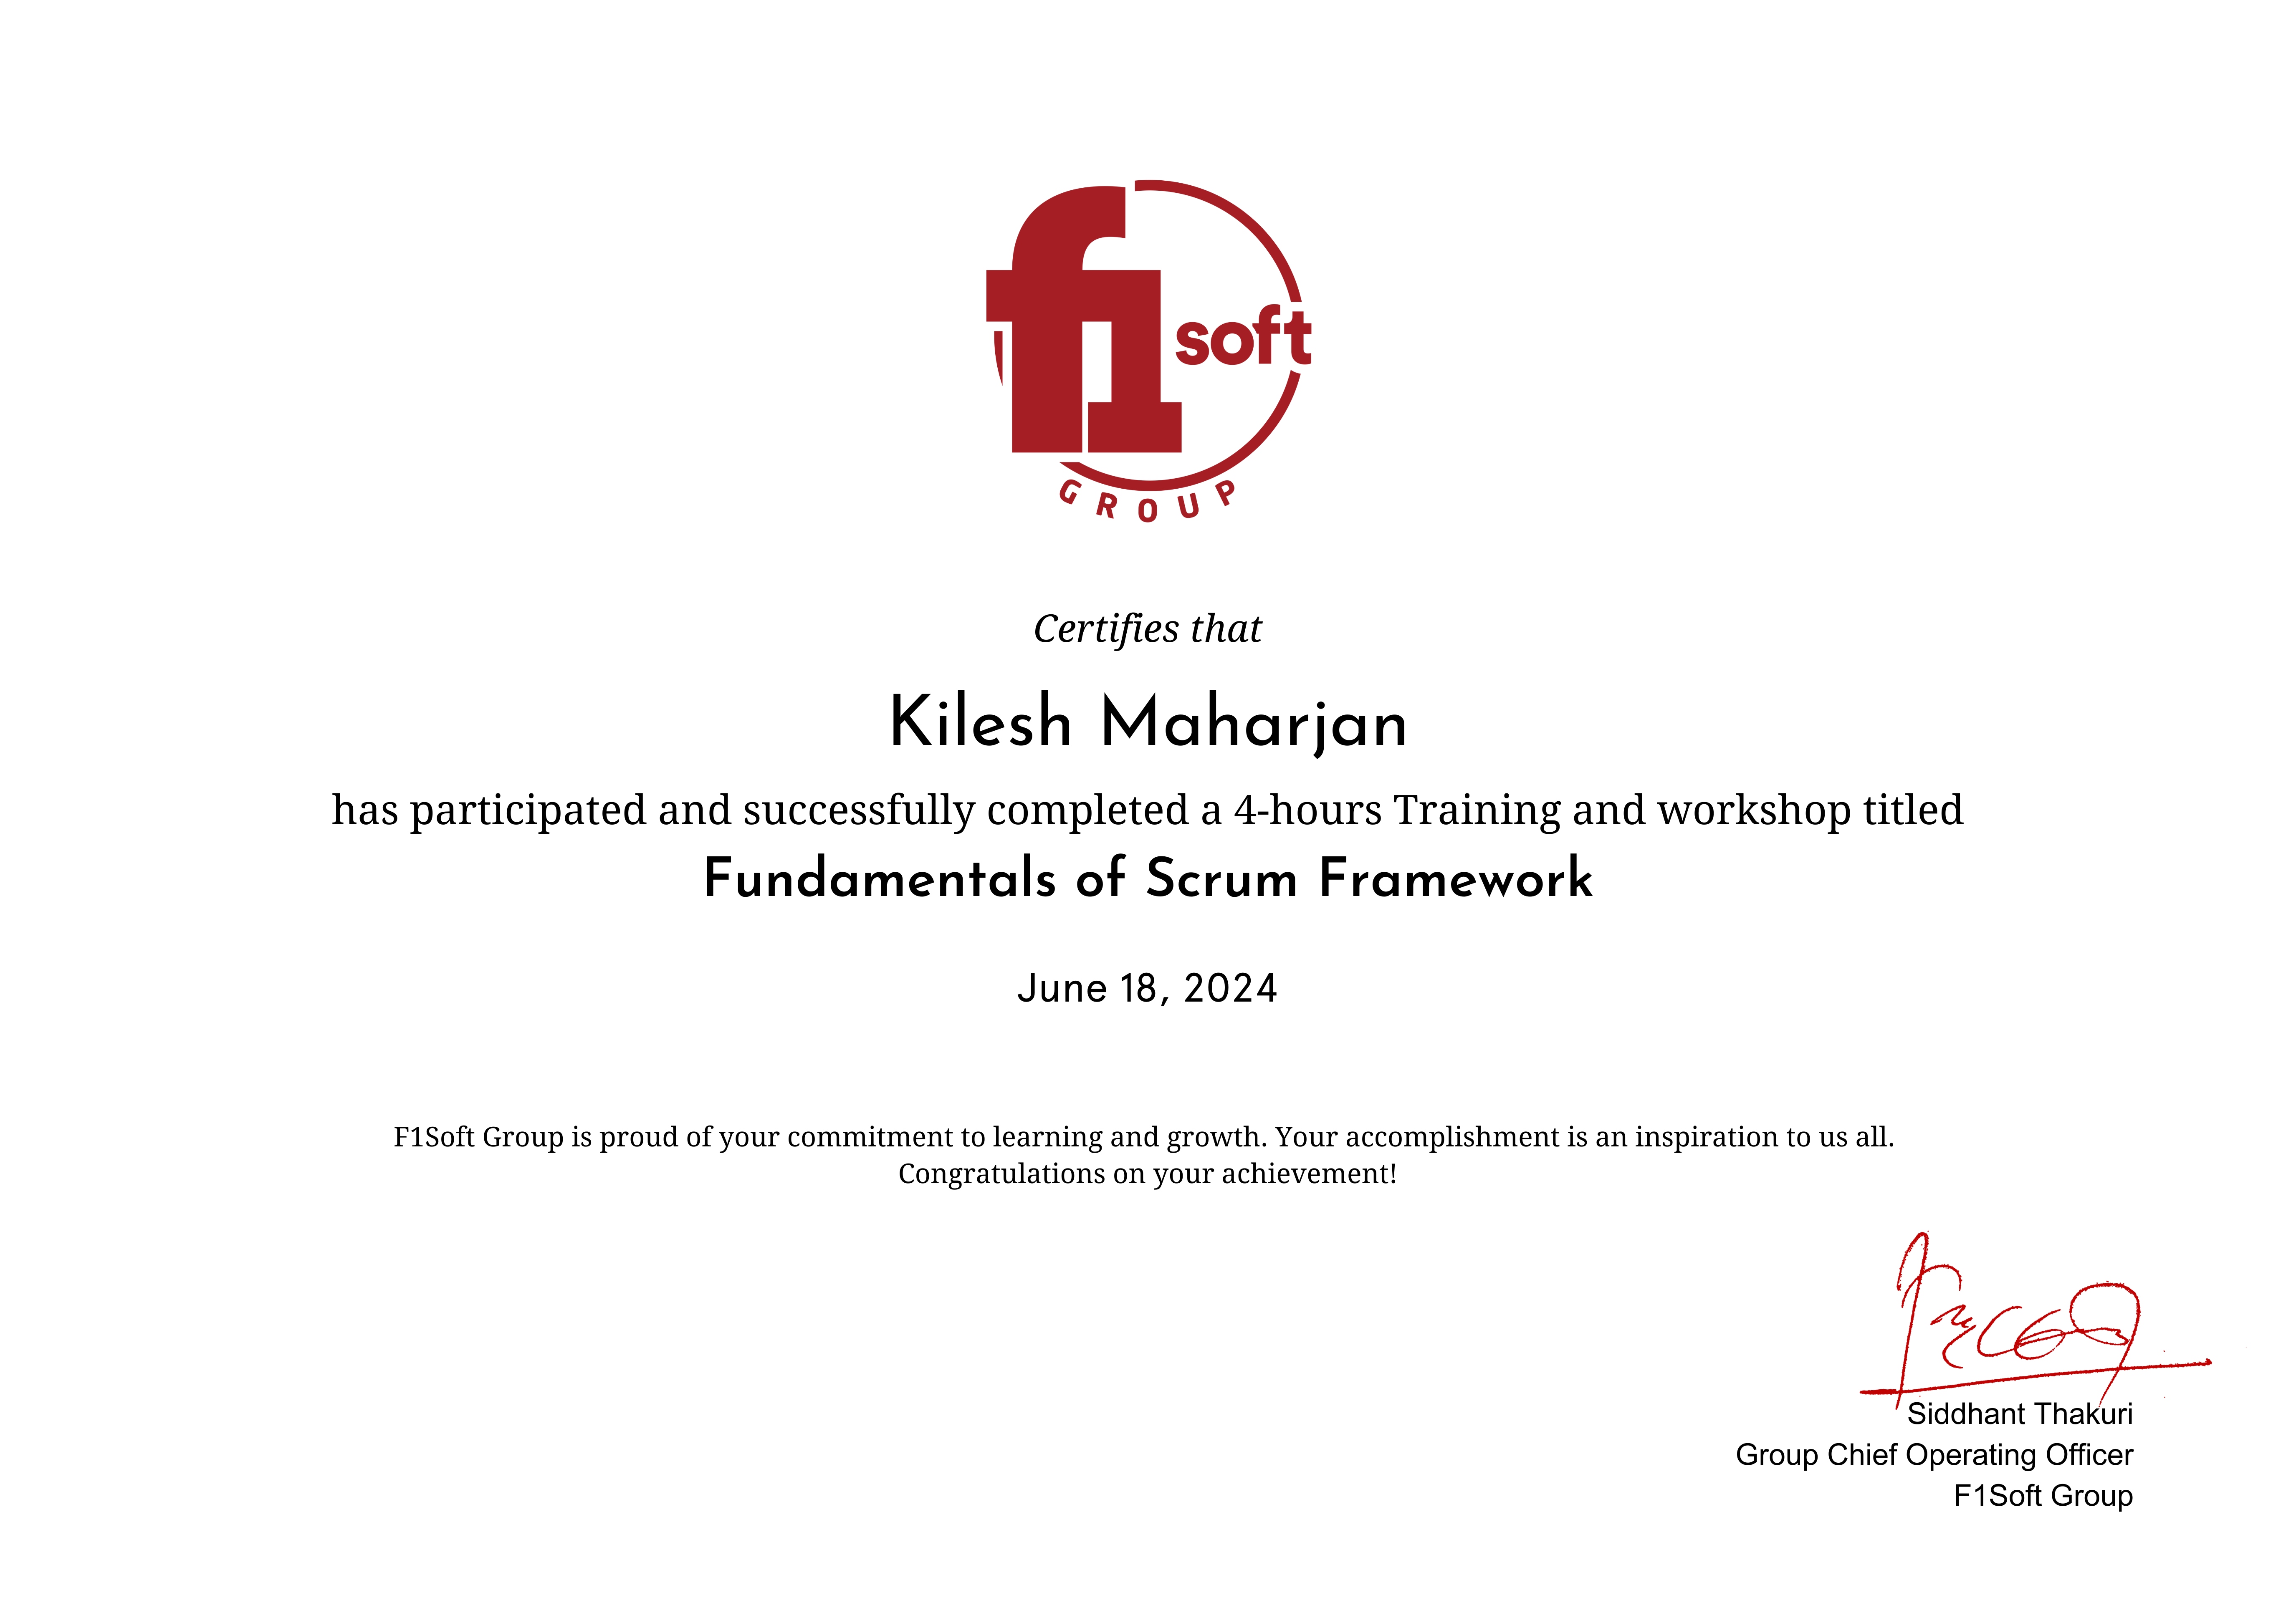 f1 soft
GROUP
Certifies that
Kilesh Maharjan
has participated and successfully completed a 4-hours Training and workshop titled
Fundamentals of Scrum Framework
June 18, 2024
F1Soft Group is proud of your commitment to learning and growth. Your accomplishment is an inspiration to us all.
Congratulations on your achievement!
Siddhant Thakuri
Group Chief Operating Officer
F1Soft Group